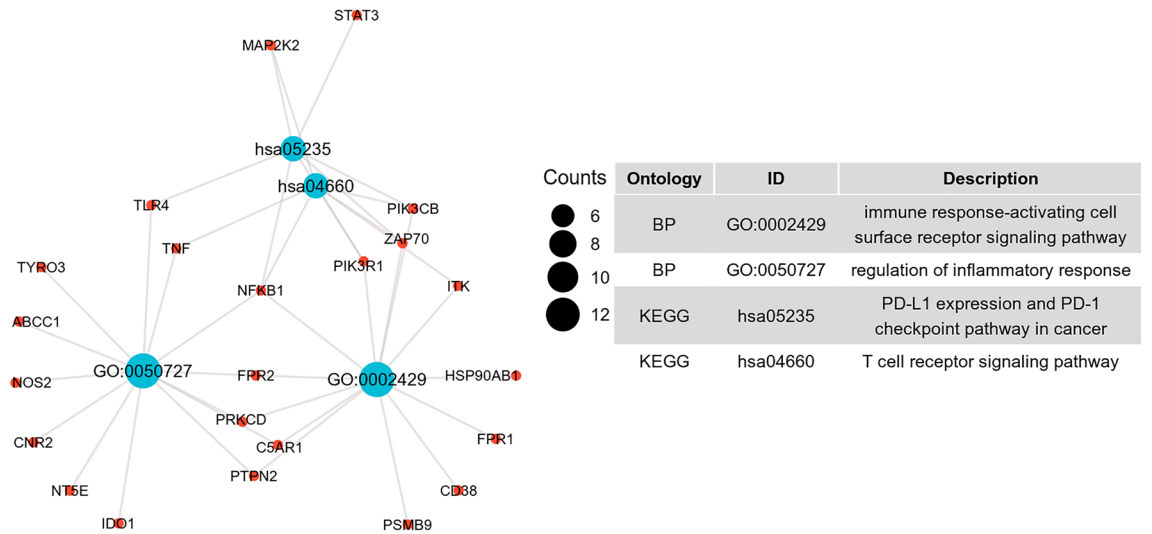 STAT3
MAP2K2
hsa05235
hsa04660
TLR4
PIK3CB
TNF
ZAP70
TYRO3
PIK3R1
NFKB1
ITK
ABCC1
GO:0050727
FPR2
GO:0002429
HSP90AB1
NOS2
PRKCD
CNR2
C5AR1
FPR1
PTPN2
NT5E
CD38
IDO1
PSMB9
Counts
6
8
10
12
Ontology ID Description
BP GO:0002429 immune response-activating cell
surface receptor signaling pathway
BP GO:0050727 regulation of inflammatory response
KEGG hsa05235 PD-L1 expression and PD-1
checkpoint pathway in cancer
KEGG hsa04660 T cell receptor signaling pathway